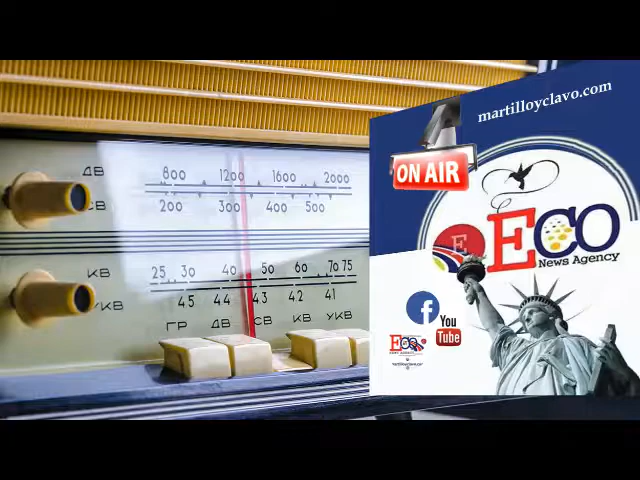 martilloyclavo.com
ON AIR
E
ECO
News Agency
You
Tube
f
ECO
ДВ
800 1200 1600 2000
200 300 400 500
СВ
КВ
25 30 40 50 60 70 75
45 44 43 42 41
УКВ
ГР ДВ СВ КВ УКВ